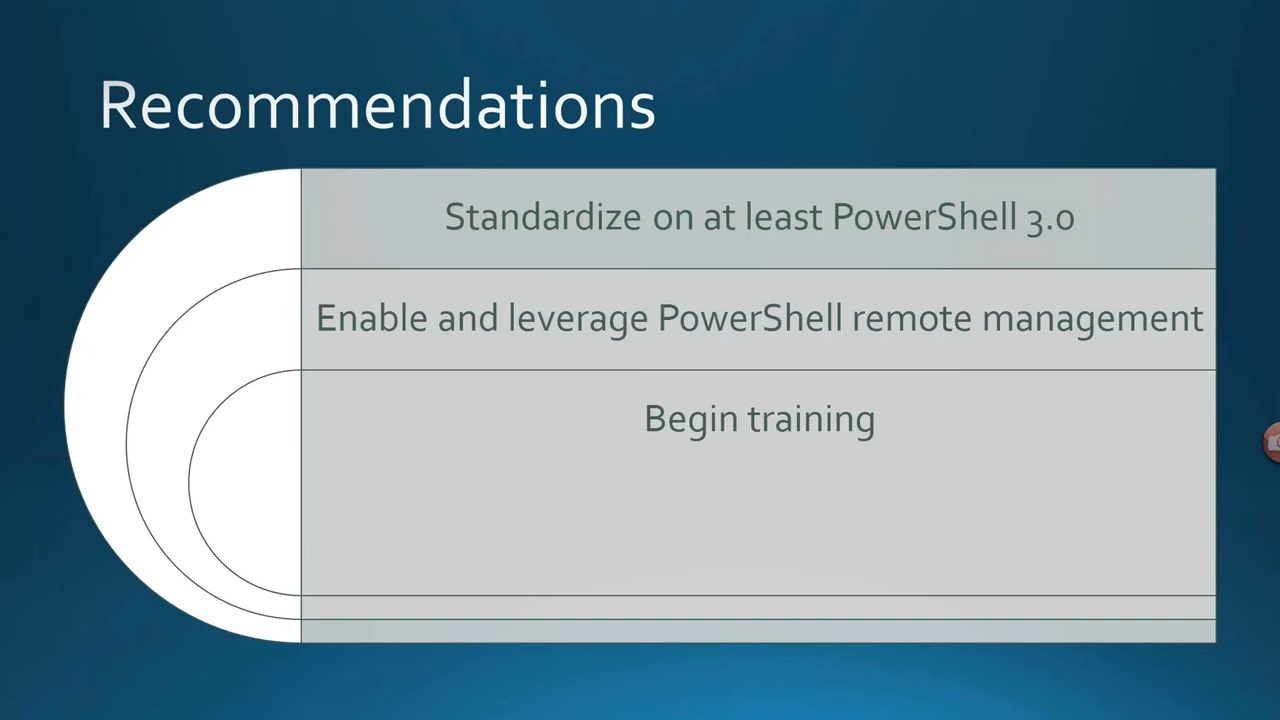 Recommendations
Standardize on at least PowerShell 3.0
Enable and leverage PowerShell remote management
Begin training